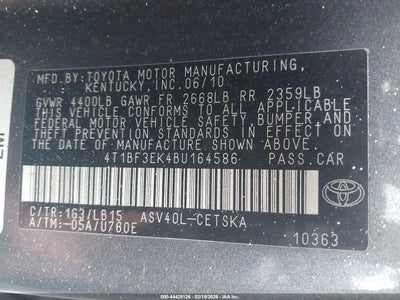 MFD.BY:TOYOTA MOTOR MANUFACTURING,
KENTUCKY,INC.06/10
GVWR 4400LB GAWR FR 2668LB RR 2359LB
THIS VEHICLE CONFORMS TO ALL APPLICABLE
FEDERAL MOTOR VEHICLE SAFETY,BUMPER,AND
THEFT PREVENTION STANDARDS IN EFFECT ON
THE DATE OF MANUFACTURE SHOWN ABOVE.
4T1BF3EK4BU164586 PASS.CAR
C/TR:1G3/LB15 ASV40L-CETSKA
A/TM:-05A/U760E
TOYOTA
10363
000-44428126 - 02/19/2026 - IAA Inc.